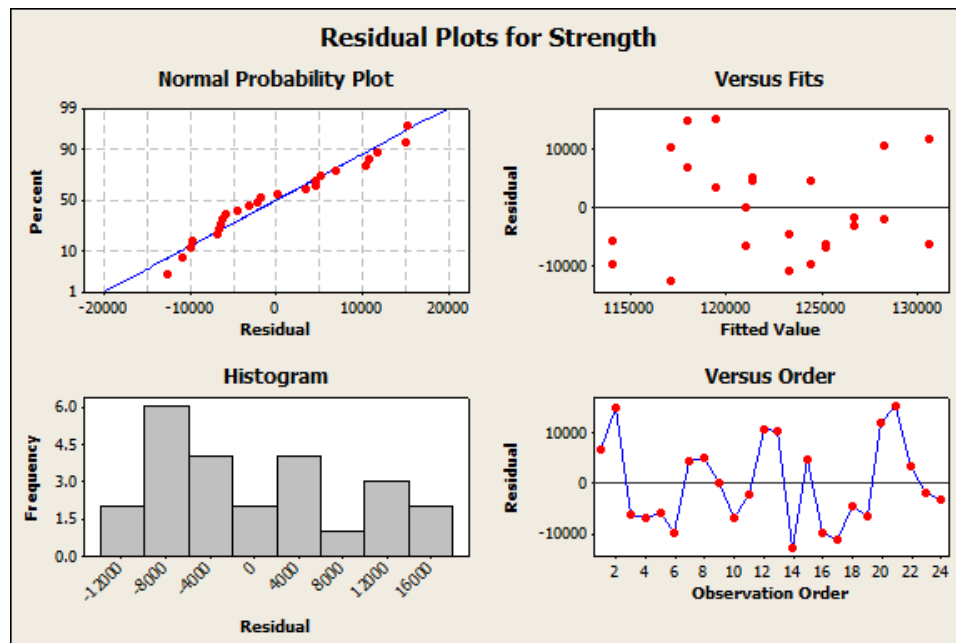 Residual Plots for Strength
Normal Probability Plot
99
90
50
10
1
Percent
-20000 -10000 0 10000 20000
Residual
Versus Fits
10000
0
-10000
Residual
115000 120000 125000 130000
Fitted Value
Histogram
6.0
4.5
3.0
1.5
0.0
Frequency
-12000 -8000 -4000 0 4000 8000 12000 16000
Residual
Versus Order
10000
0
-10000
Residual
2 4 6 8 10 12 14 16 18 20 22 24
Observation Order